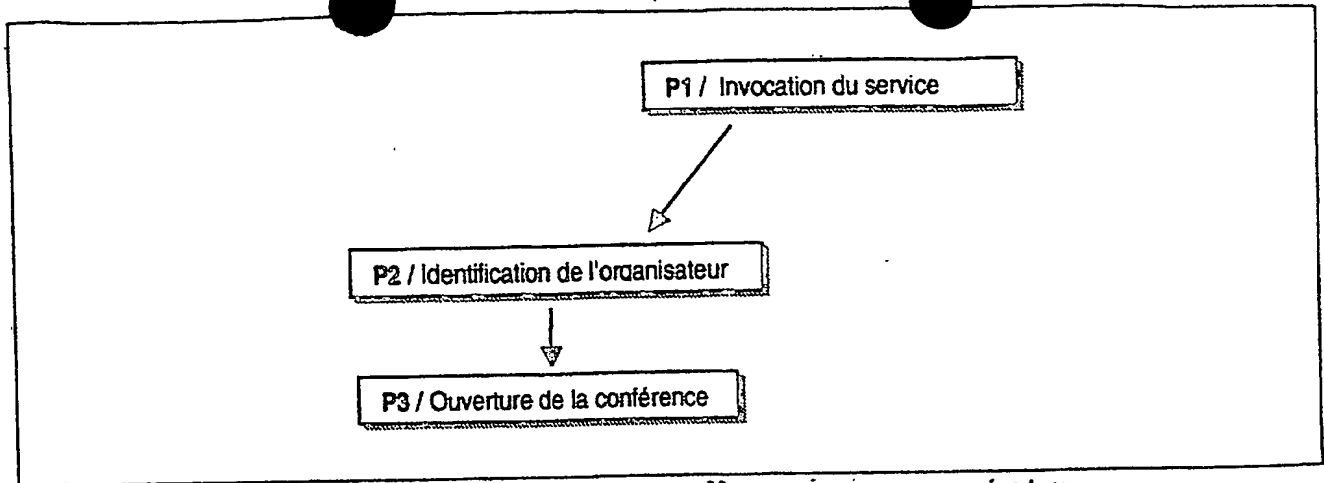 P1 / Invocation du service
P2 / Identification de l'organisateur
P3 / Ouverture de la conférence